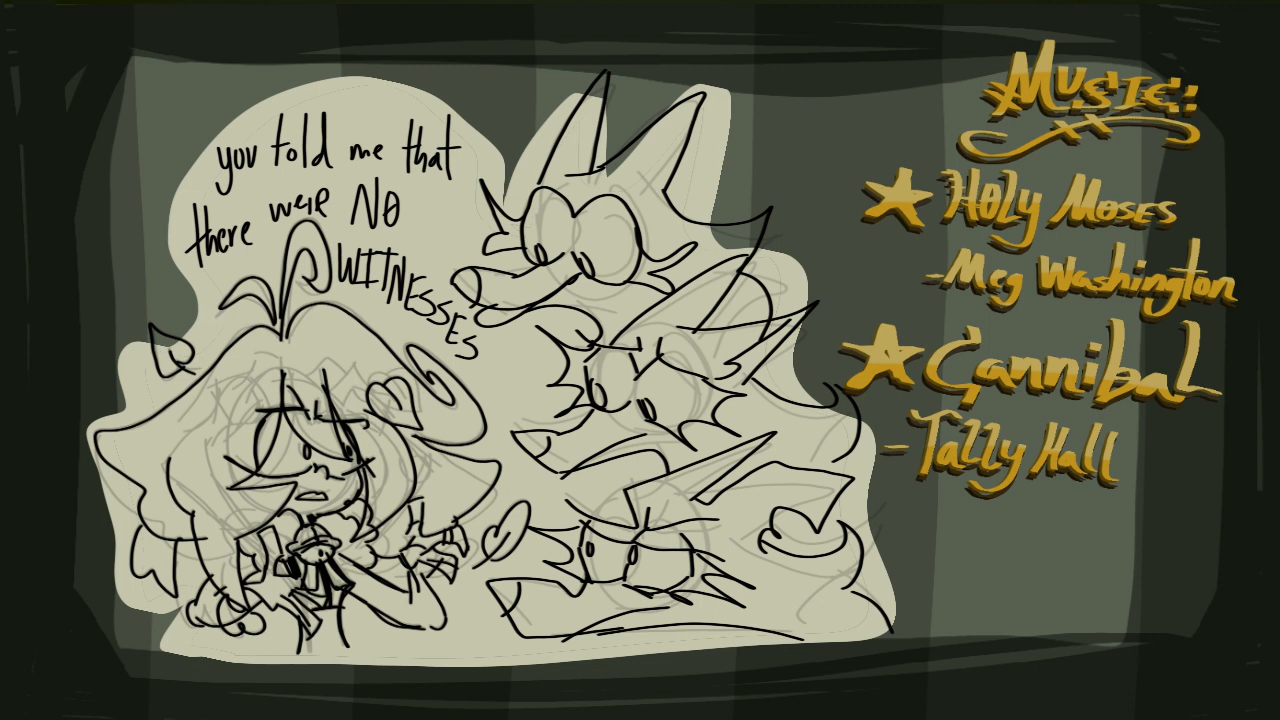 you told me that
there were NO
WITNESSES
MUSIC:
★ HOLY MOSES
-Meg Washington
★ Cannibal
- Tally Hall